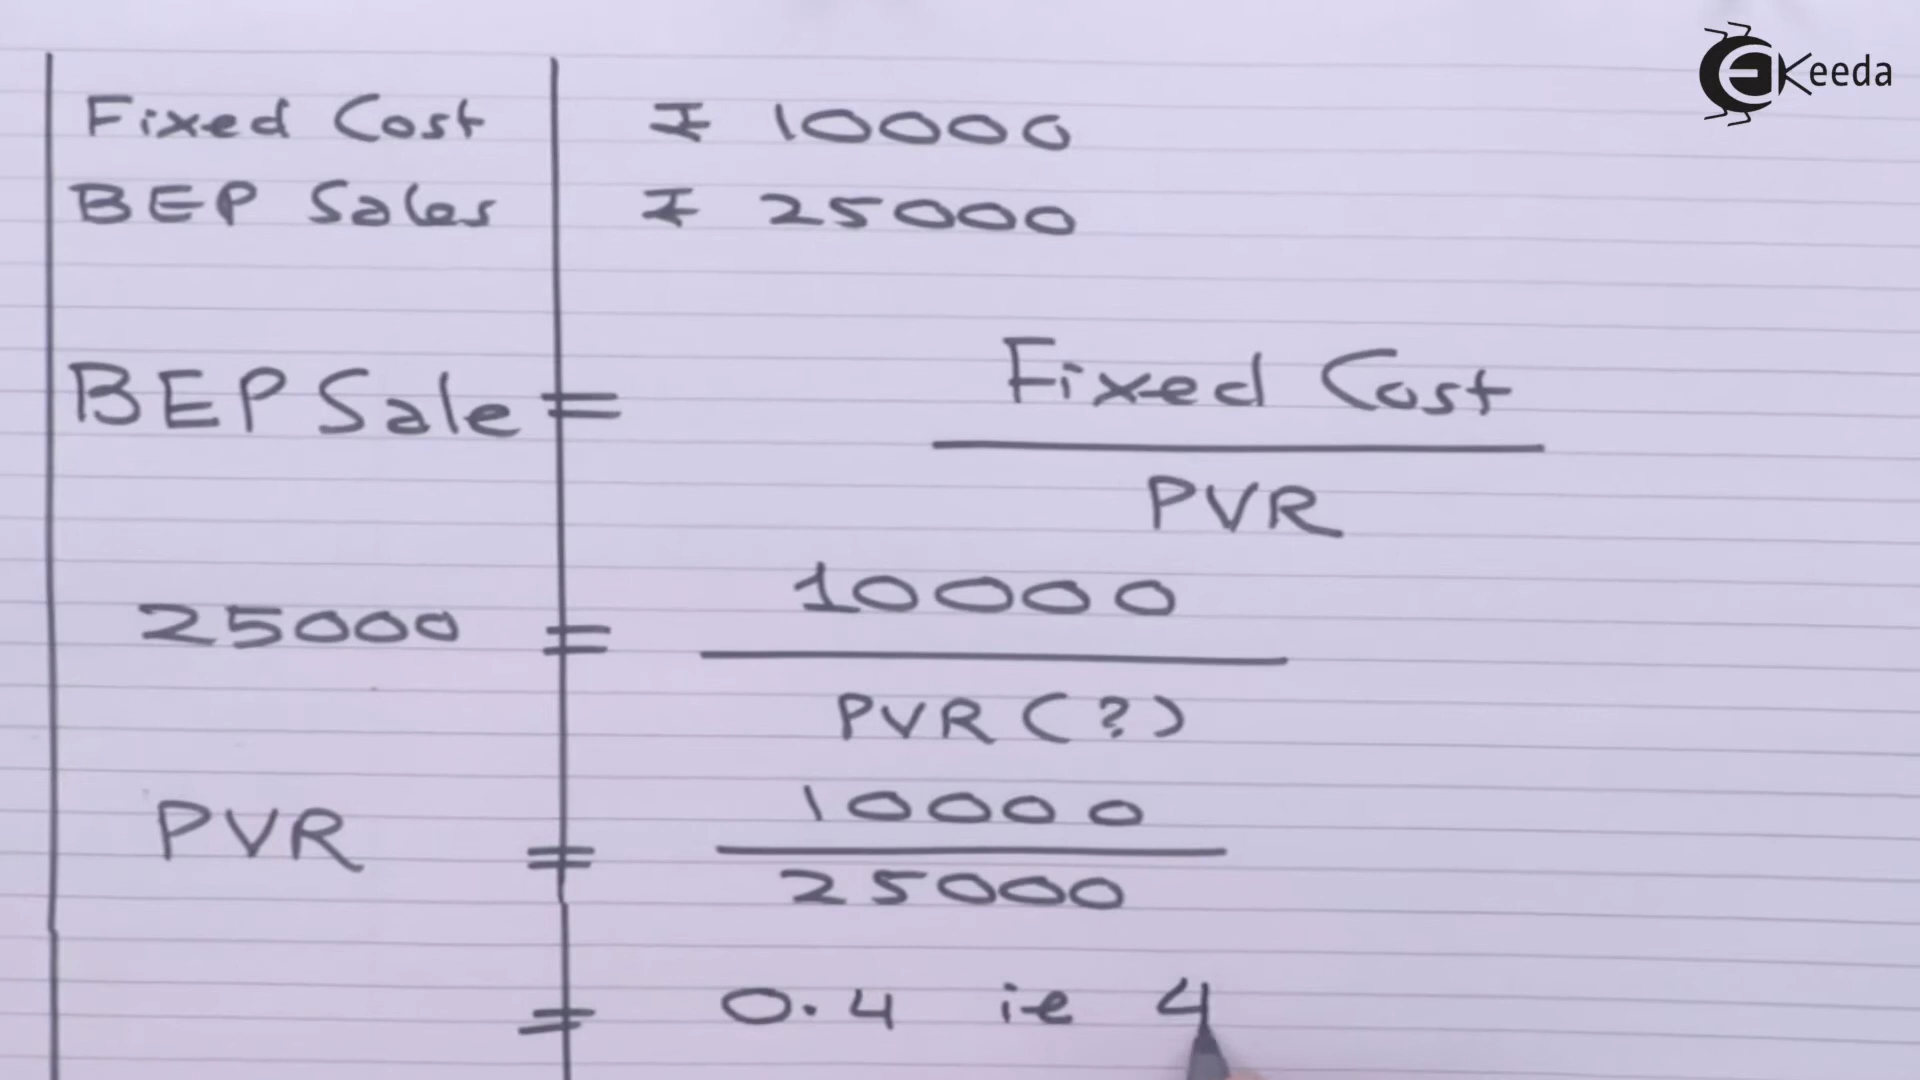 EKeeda
Fixed Cost ₹ 10000
BEP Sales ₹ 25000
BEP Sale = Fixed Cost
PVR
25000 = 10000
PVR (?)
PVR = 10000
25000
= 0.4 ie 4